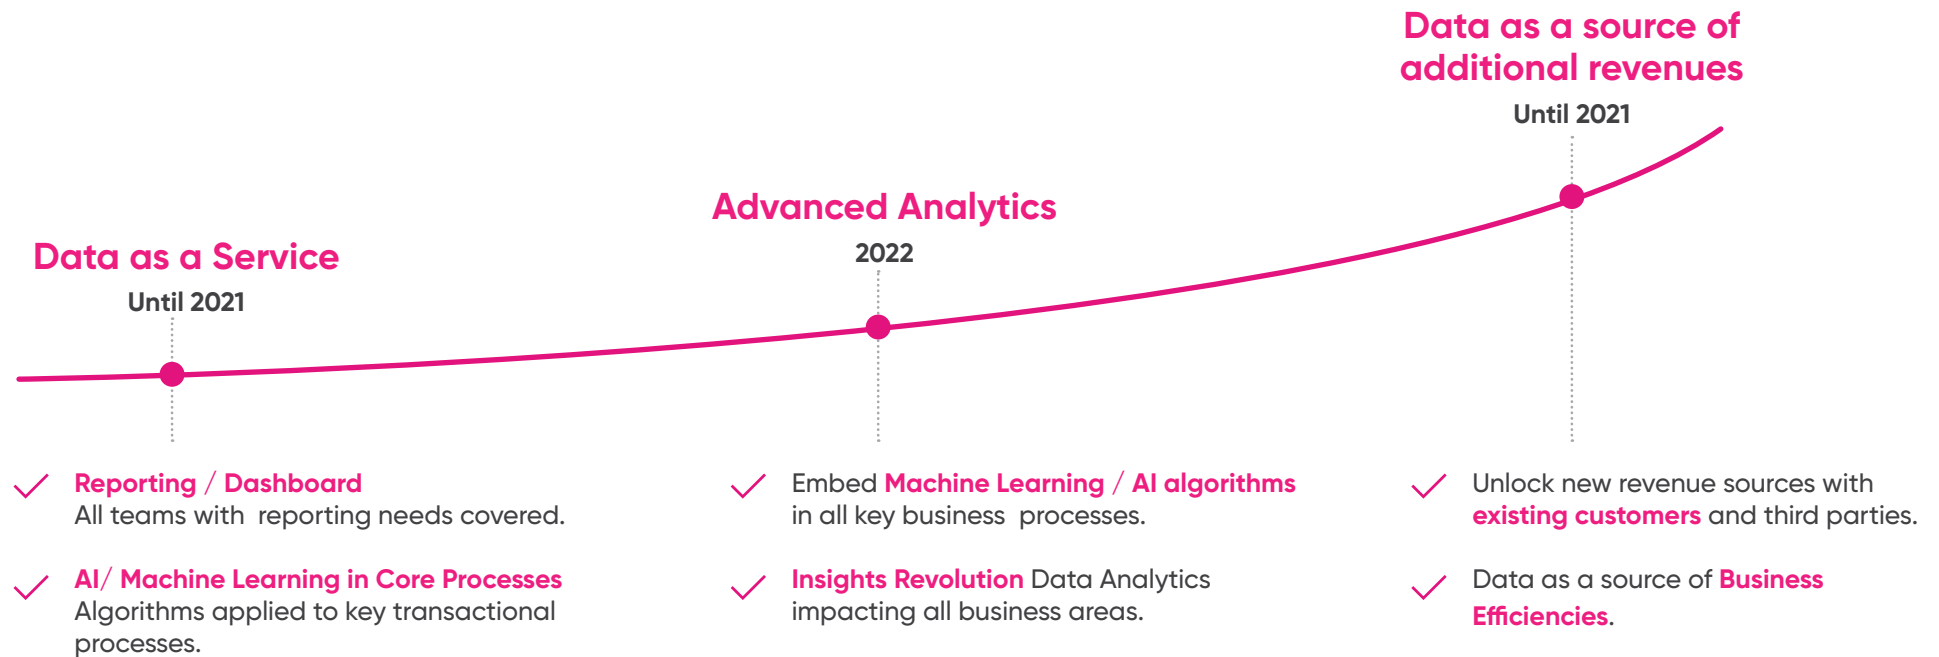 Data as a source of
additional revenues
Until 2021
Advanced Analytics
2022
Data as a Service
Until 2021
Reporting / Dashboard
All teams with  reporting needs covered.
AI/ Machine Learning in Core Processes
Algorithms applied to key transactional
processes.
Embed Machine Learning / AI algorithms
in all key business  processes.
Insights Revolution Data Analytics
impacting all business areas.
Unlock new revenue sources with
existing customers and third parties.
Data as a source of Business
Efficiencies.